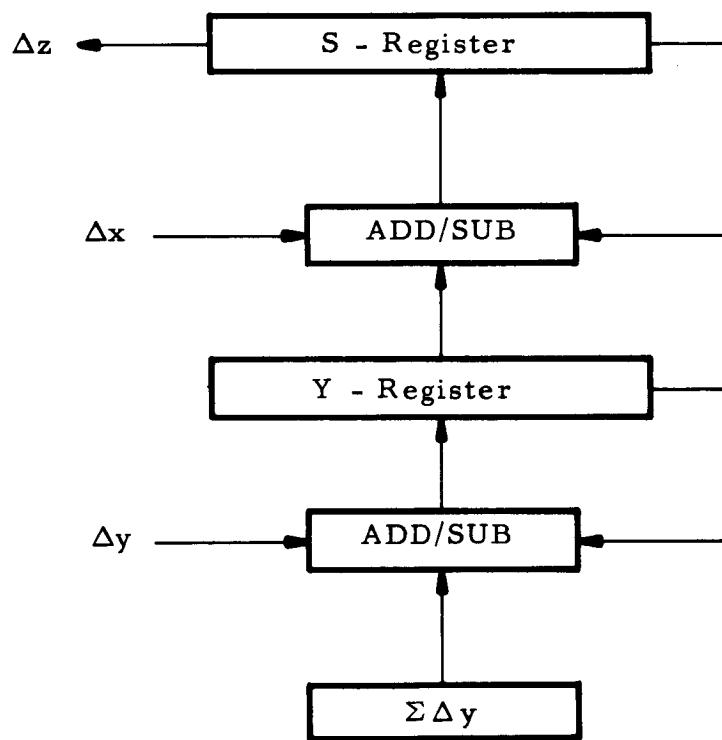 Δz
S - Register
Δx
ADD/SUB
Y - Register
Δy
ADD/SUB
ΣΔy